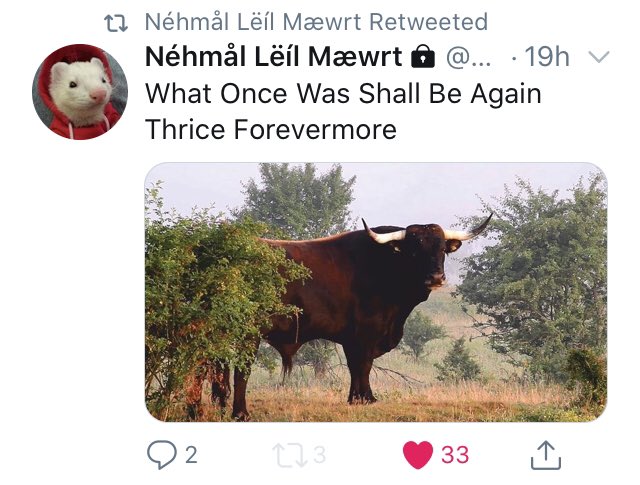 Néhmål Lëíl Mæwrt Retweeted
Néhmål Lëíl Mæwrt @... · 19h
What Once Was Shall Be Again
Thrice Forevermore
2 3 33